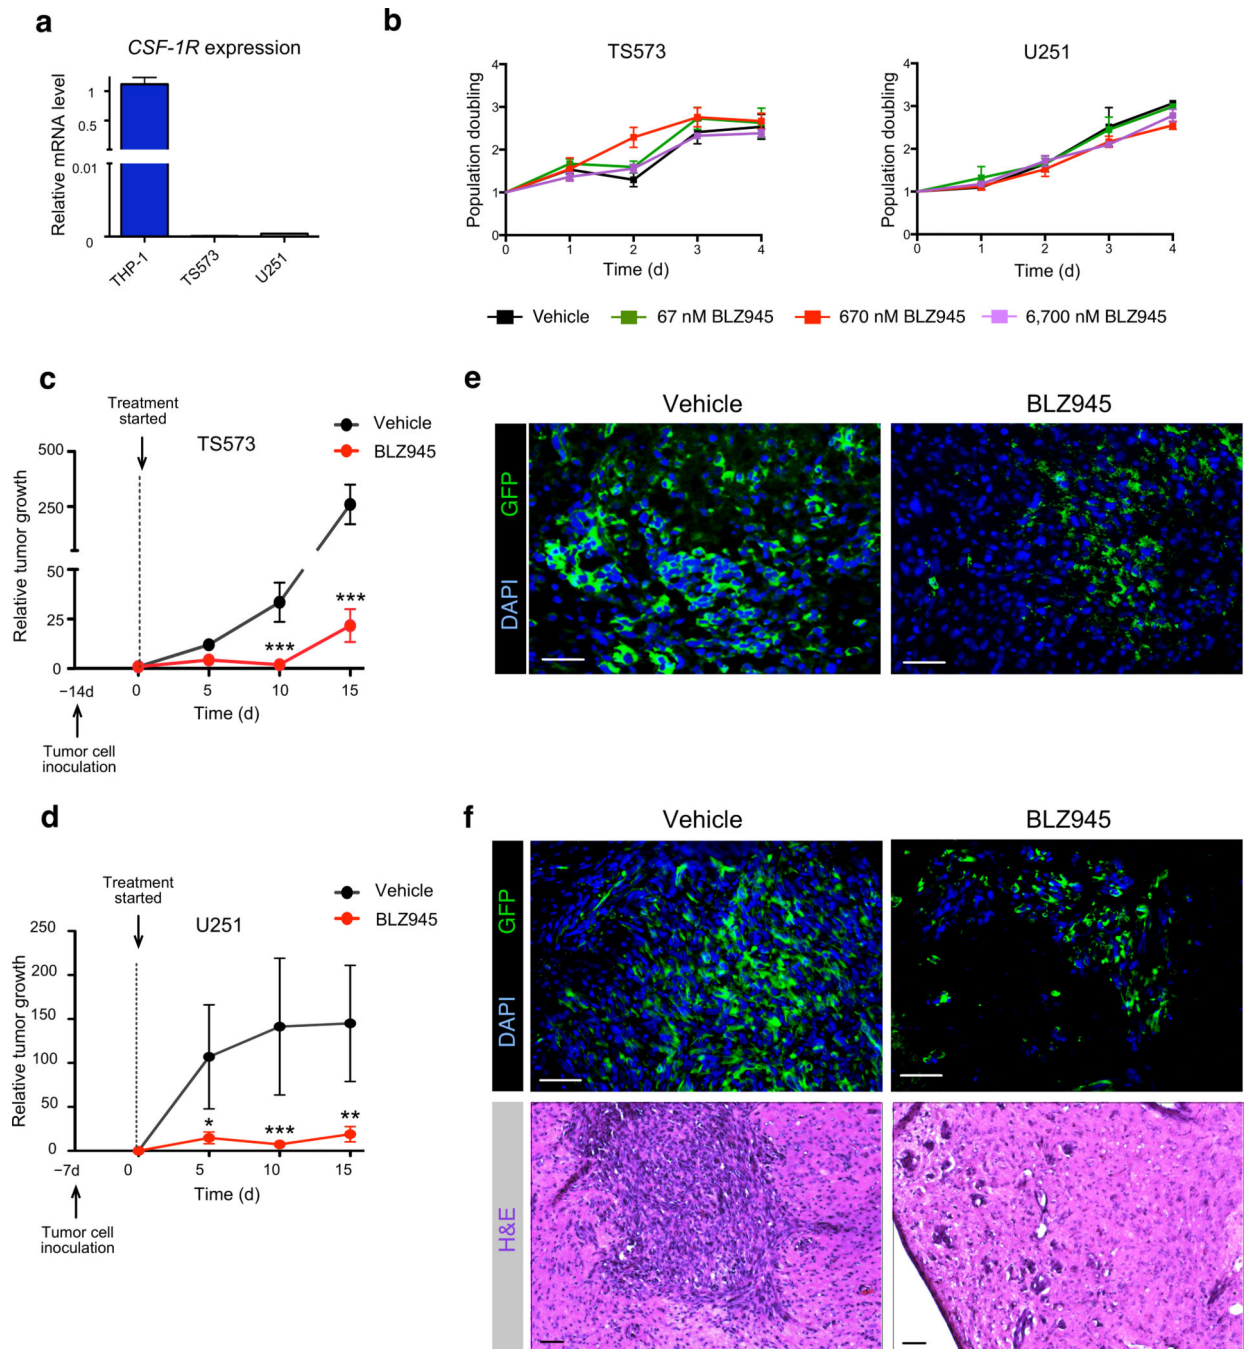 a
CSF-1R expression
Relative mRNA level
1
0.5
0.01
0
THP-1
TS573
U251
b
TS573
Population doubling
4
3
2
1
0
0 1 2 3 4
Time (d)
U251
Population doubling
4
3
2
1
0
0 1 2 3 4
Time (d)
Vehicle 67 nM BLZ945 670 nM BLZ945 6,700 nM BLZ945
c
Treatment
started
Vehicle
BLZ945
TS573
Relative tumor growth
500
250
50
25
0
***
***
−14d 0 5 10 15
Time (d)
Tumor cell
inoculation
d
Treatment
started
Vehicle
BLZ945
U251
Relative tumor growth
250
200
150
100
50
0
*
***
**
−7d 0 5 10 15
Time (d)
Tumor cell
inoculation
e
Vehicle BLZ945
DAPI GFP
f
Vehicle BLZ945
DAPI GFP
H&E